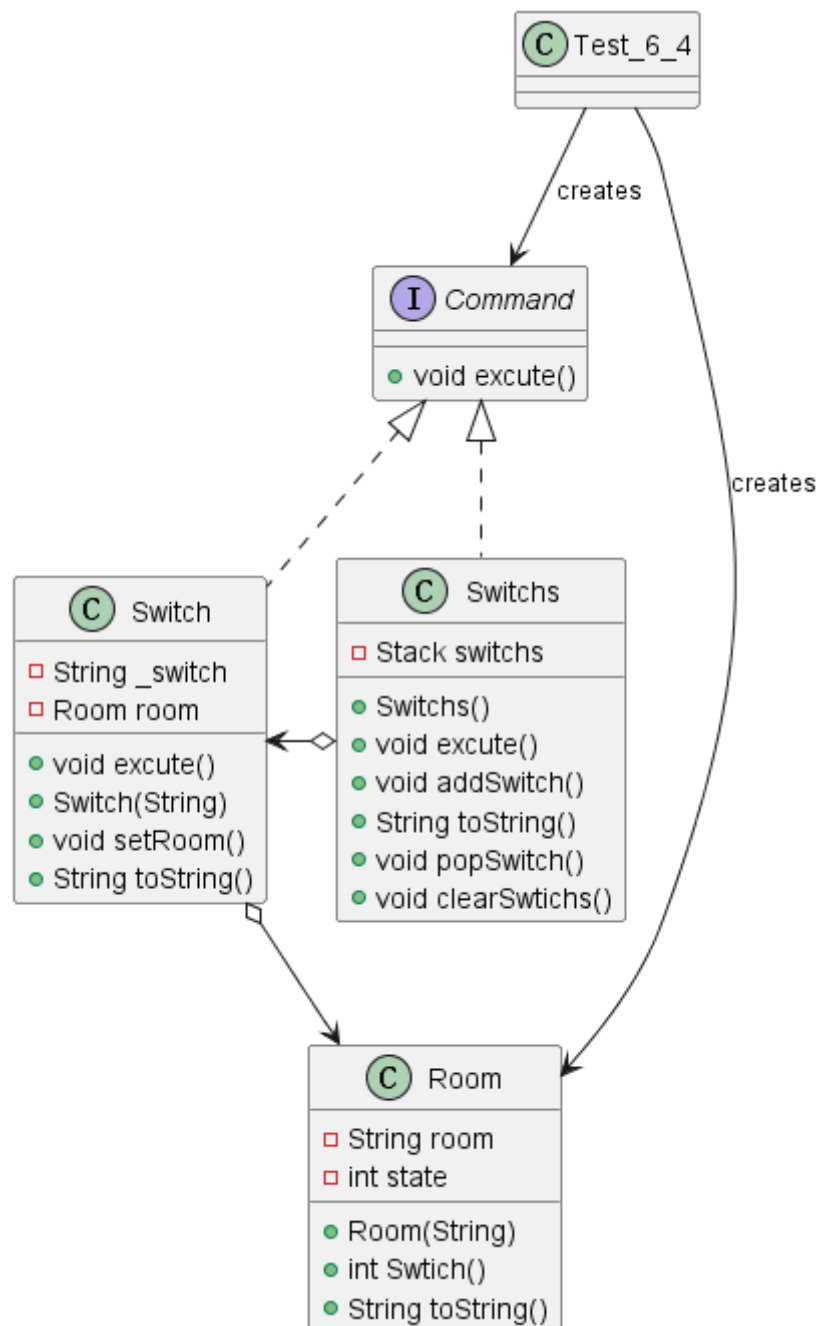 C Test_6_4
creates
I Command
void excute()
creates
C Switch
String _switch
Room room
void excute()
Switch(String)
void setRoom()
String toString()
C Switchs
Stack switchs
Switchs()
void excute()
void addSwitch()
String toString()
void popSwitch()
void clearSwtichs()
C Room
String room
int state
Room(String)
int Swtich()
String toString()